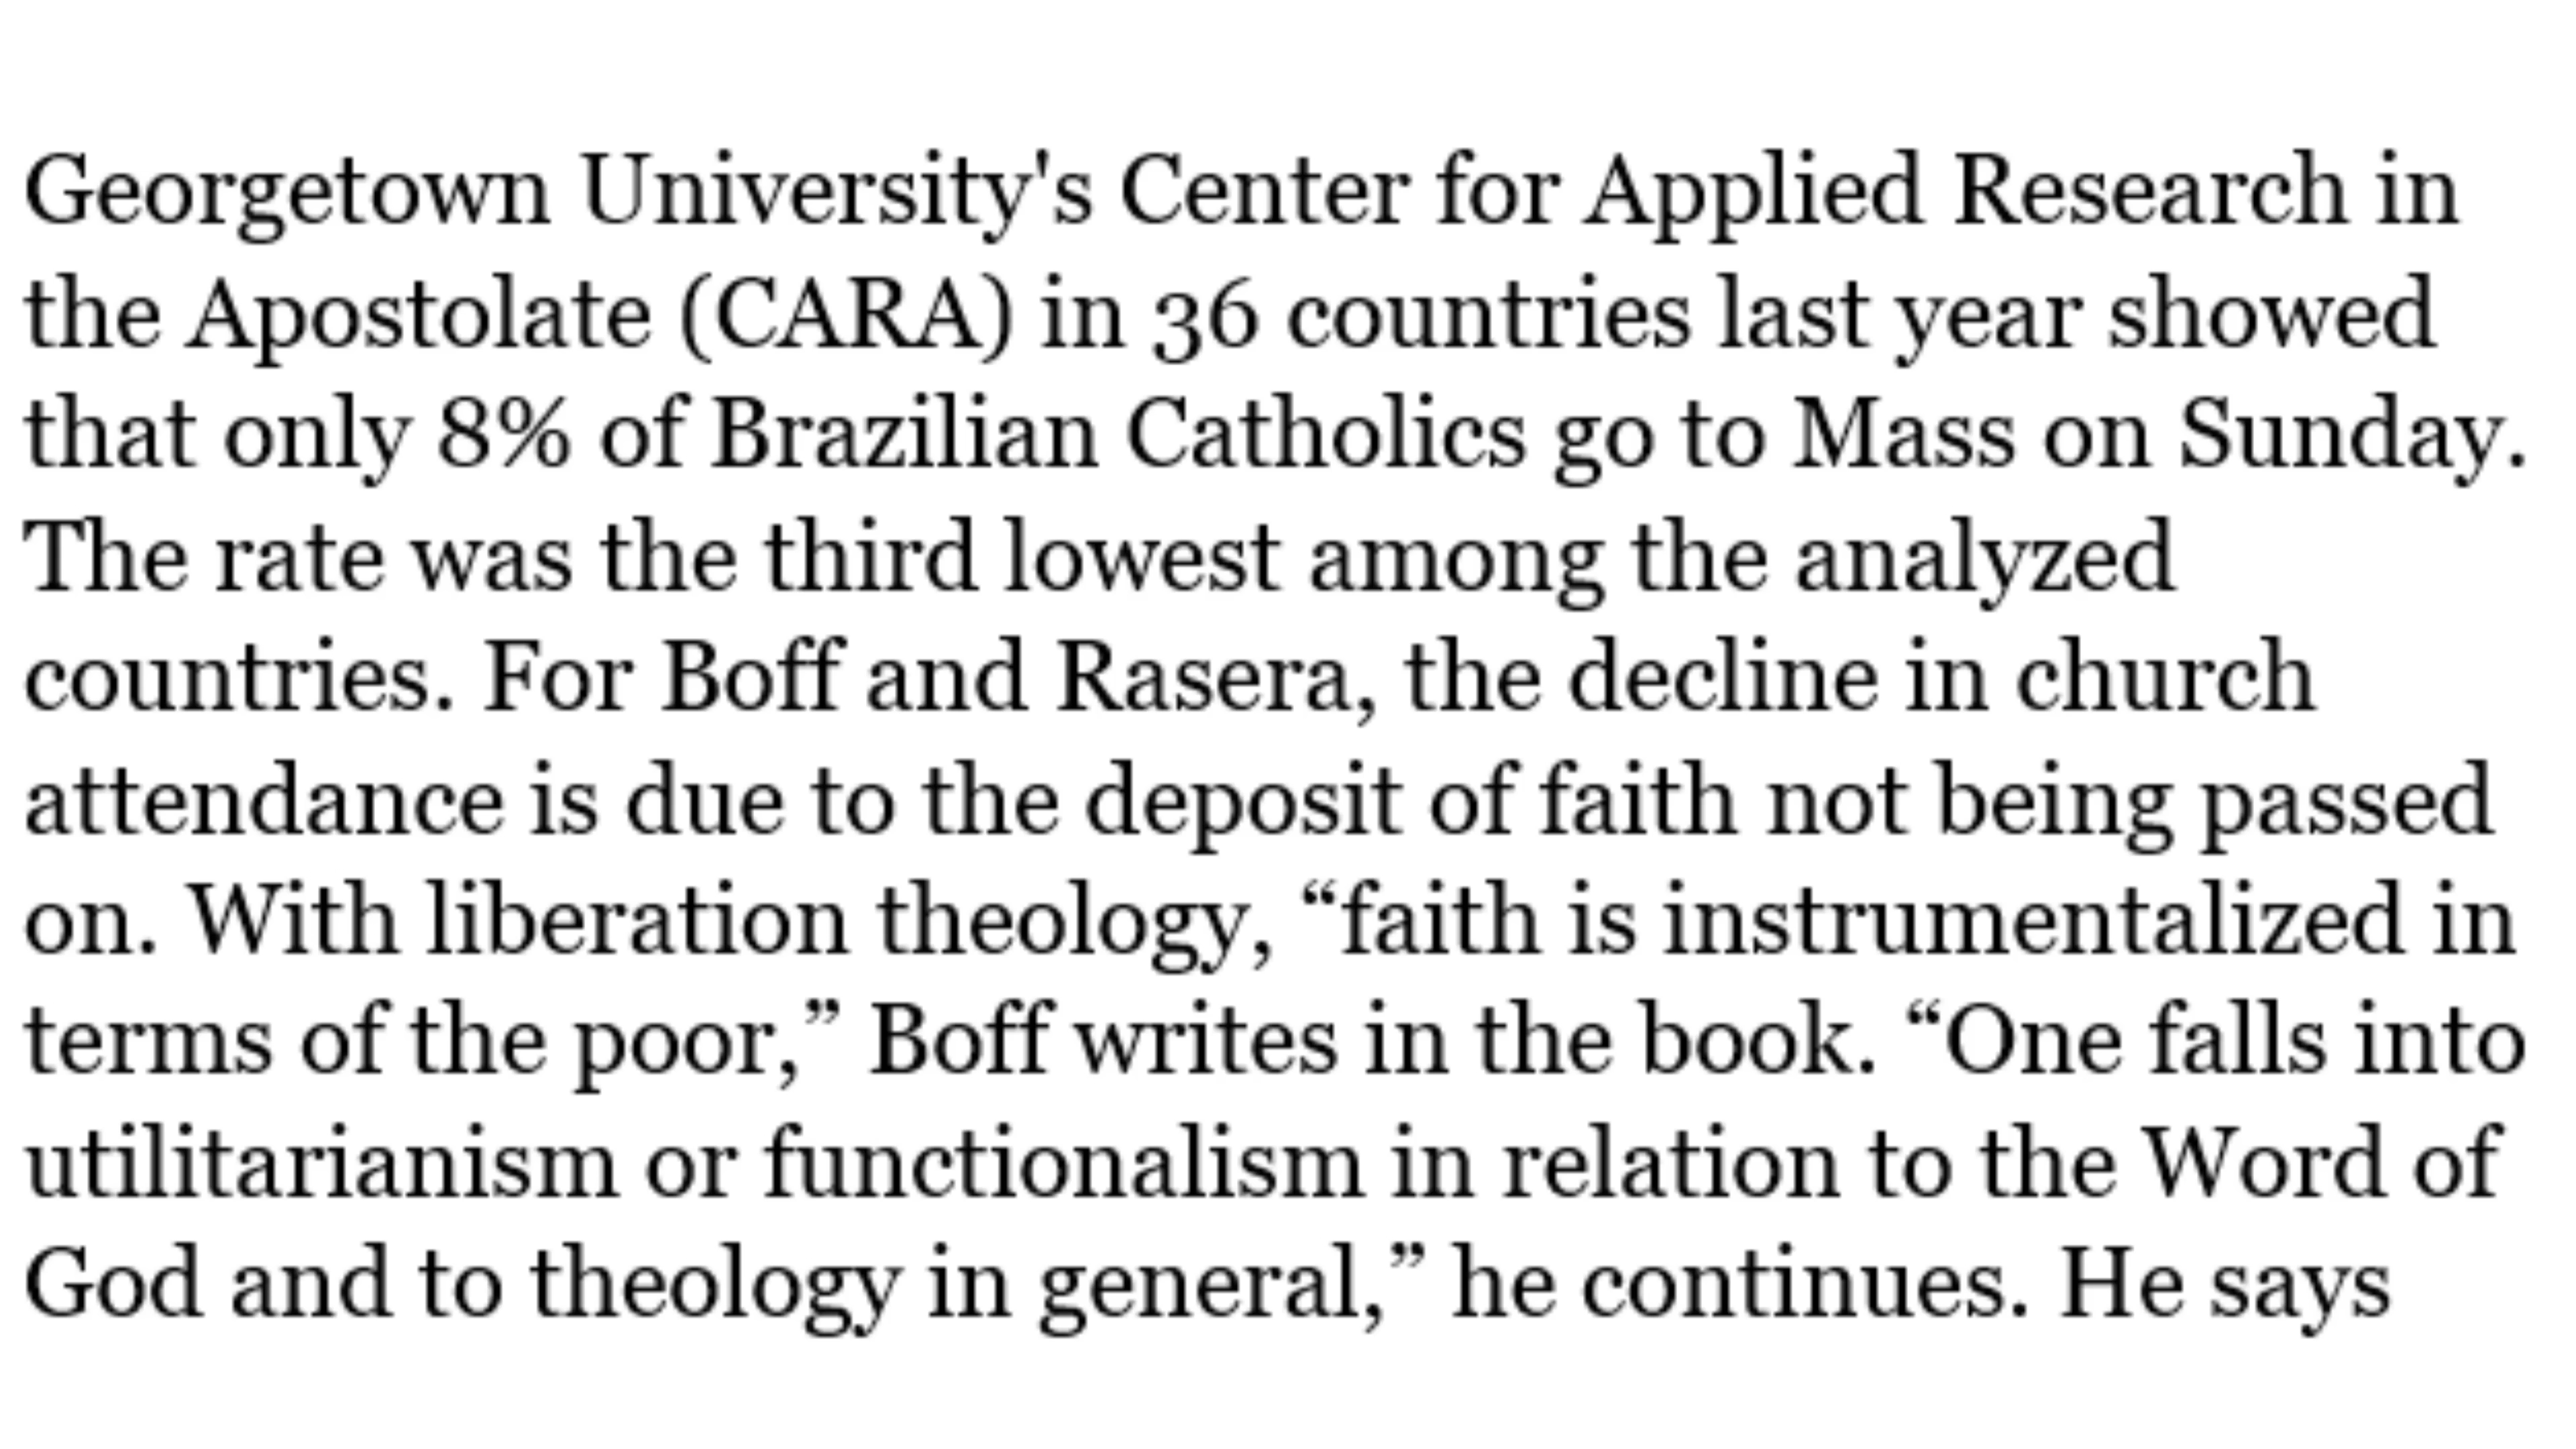 Georgetown University's Center for Applied Research in
the Apostolate (CARA) in 36 countries last year showed
that only 8% of Brazilian Catholics go to Mass on Sunday.
The rate was the third lowest among the analyzed
countries. For Boff and Rasera, the decline in church
attendance is due to the deposit of faith not being passed
on. With liberation theology, “faith is instrumentalized in
terms of the poor,” Boff writes in the book. “One falls into
utilitarianism or functionalism in relation to the Word of
God and to theology in general,” he continues. He says